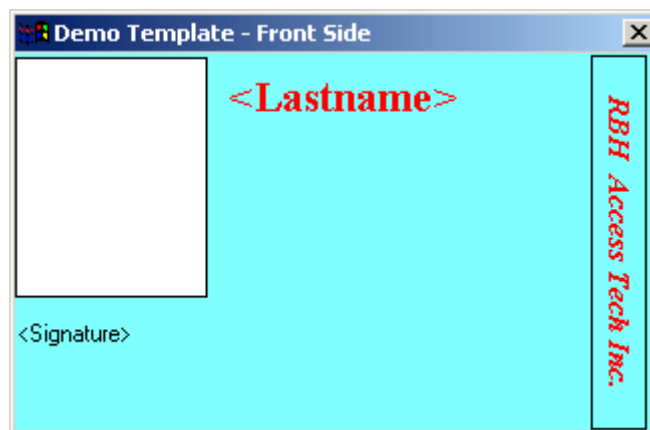 Demo Template - Front Side
<Lastname>
<Signature>
RBH Access Tech Inc.